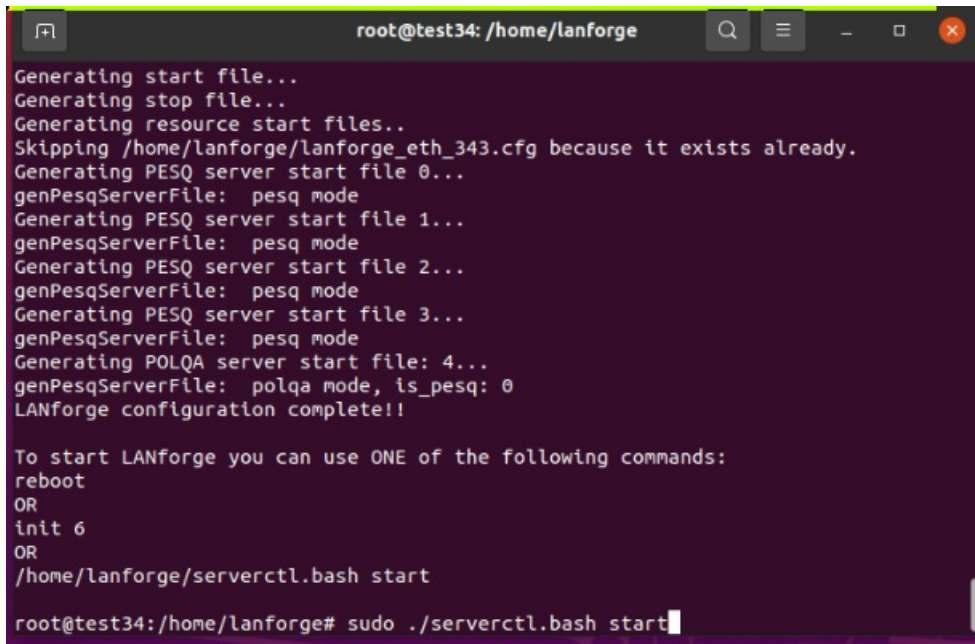 root@test34: /home/lanforge
Generating start file...
Generating stop file...
Generating resource start files..
Skipping /home/lanforge/lanforge_eth_343.cfg because it exists already.
Generating PESQ server start file 0...
genPesqServerFile:  pesq mode
Generating PESQ server start file 1...
genPesqServerFile:  pesq mode
Generating PESQ server start file 2...
genPesqServerFile:  pesq mode
Generating PESQ server start file 3...
genPesqServerFile:  pesq mode
Generating POLQA server start file: 4...
genPesqServerFile:  polqa mode, is_pesq: 0
LANforge configuration complete!!
To start LANforge you can use ONE of the following commands:
reboot
OR
init 6
OR
/home/lanforge/serverctl.bash start
root@test34:/home/lanforge# sudo ./serverctl.bash start